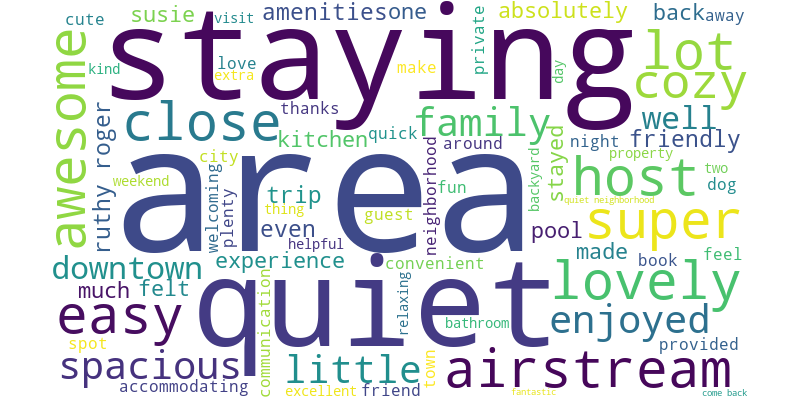 cute
susie
visit
amenitiesone
absolutely
back
away
staying
private
lot
kind
love
extra
make
day
cozy
awesome
close
thanks
family
well
kitchen
quick
friendly
ruthy roger
area
neighborhood
around
night
stayed
city
backyard
property
host
two
weekend
welcoming
plenty
trip
fun
dog
thing
guest
quiet neighborhood
super
even
helpful
pool
made
downtown
experience
convenient
book
feel
much
felt
quiet
lovely
easy
communication
relaxing
bathroom
enjoyed
spot
provided
spacious
little
town
airstream
accommodating
excellent
friend
fantastic
come back